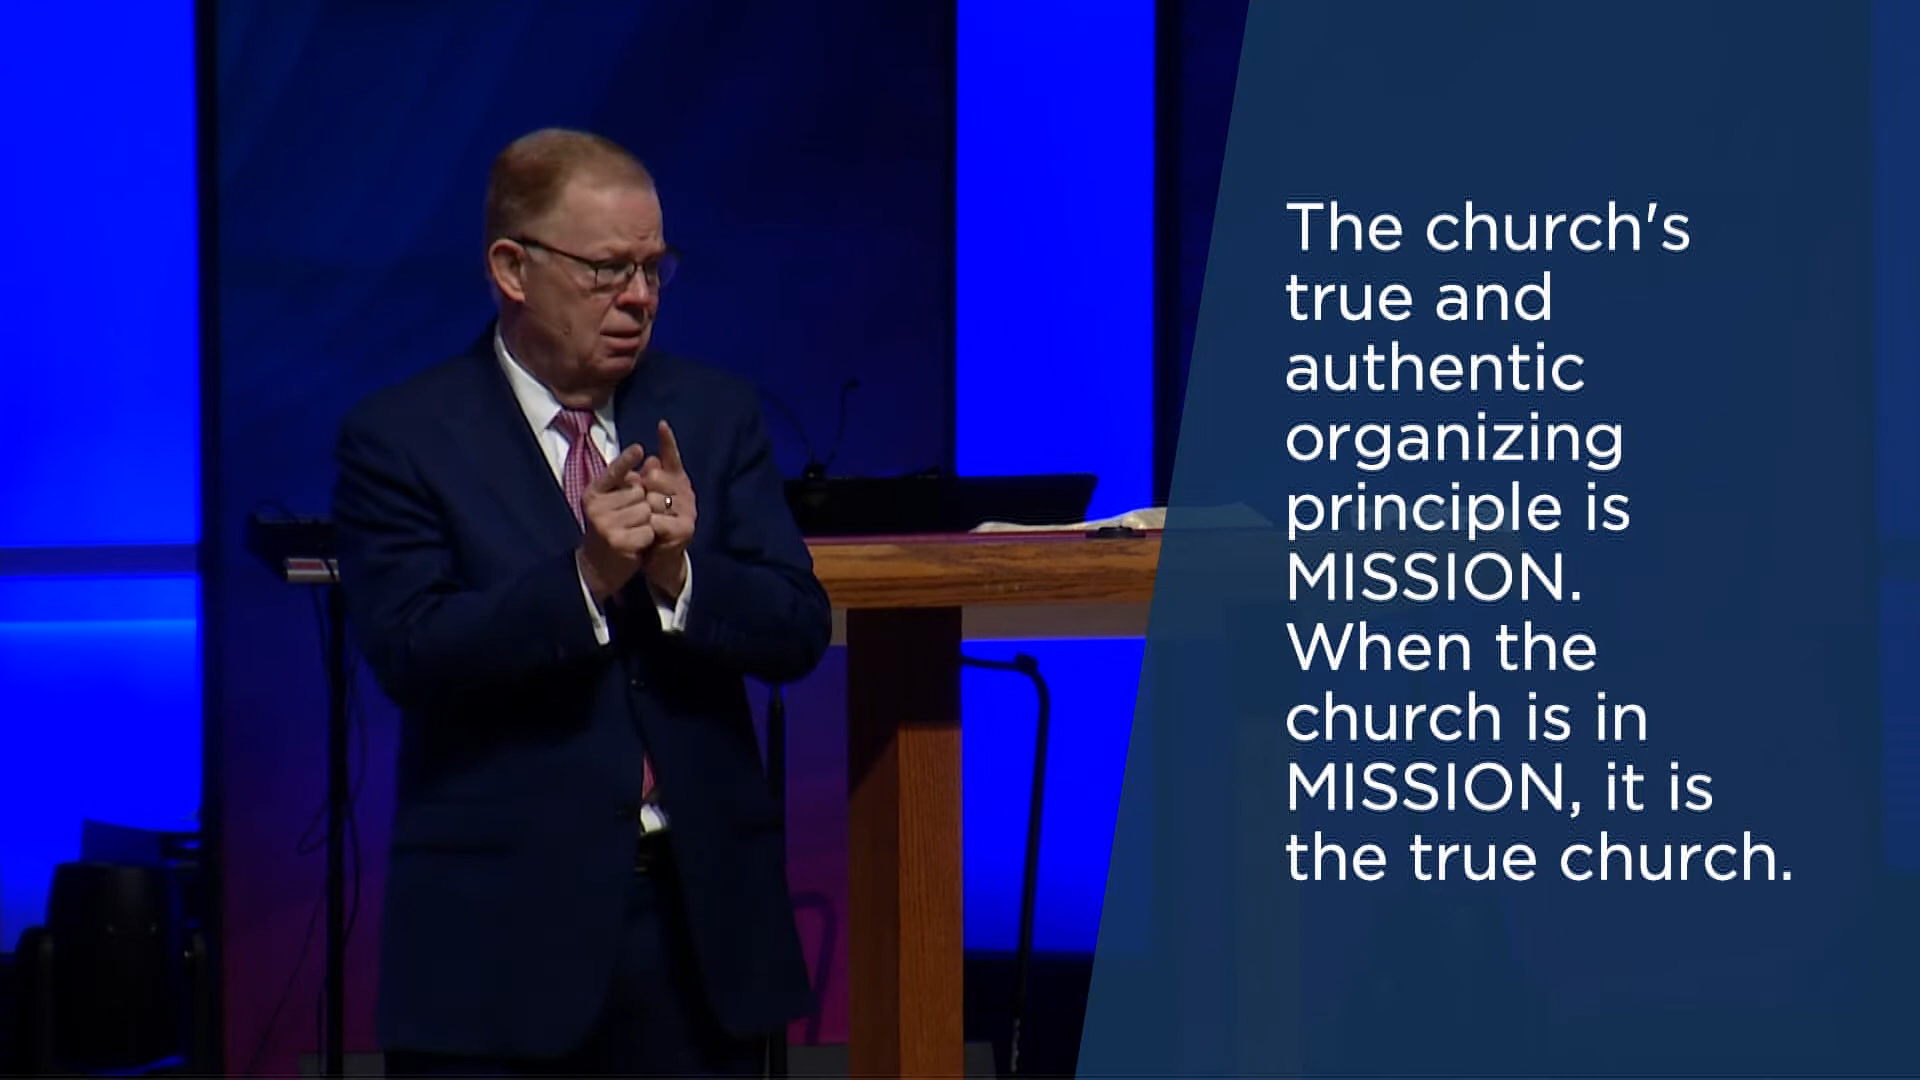 The church's
true and
authentic
organizing
principle is
MISSION.
When the
church is in
MISSION, it is
the true church.